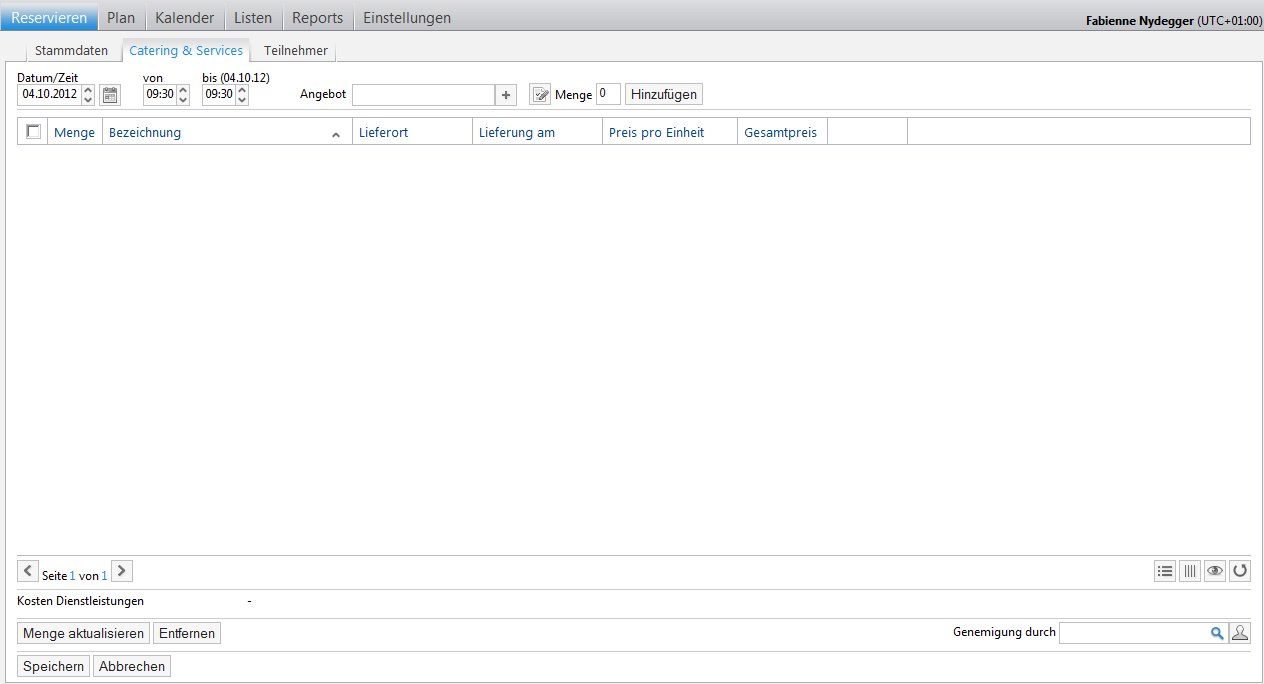 Reservieren Plan Kalender Listen Reports Einstellungen
Fabienne Nydegger (UTC+01:00)
Stammdaten Catering & Services Teilnehmer
Datum/Zeit von bis (04.10.12)
04.10.2012 09:30 09:30 Angebot + Menge 0 Hinzufügen
Menge Bezeichnung Lieferort Lieferung am Preis pro Einheit Gesamtpreis
Seite 1 von 1
Kosten Dienstleistungen -
Menge aktualisieren Entfernen Genemigung durch
Speichern Abbrechen